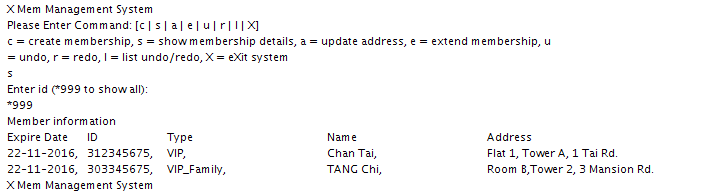 X Mem Management System
Please Enter Command: [c | s | a | e | u | r | l | X]
c = create membership, s = show membership details, a = update address, e = extend membership, u
= undo, r = redo, l = list undo/redo, X = eXit system
s
Enter id (*999 to show all):
*999
Member information
Expire Date ID Type Name Address
22-11-2016, 312345675, VIP, Chan Tai, Flat 1, Tower A, 1 Tai Rd.
22-11-2016, 303345675, VIP_Family, TANG Chi, Room B,Tower 2, 3 Mansion Rd.
X Mem Management System